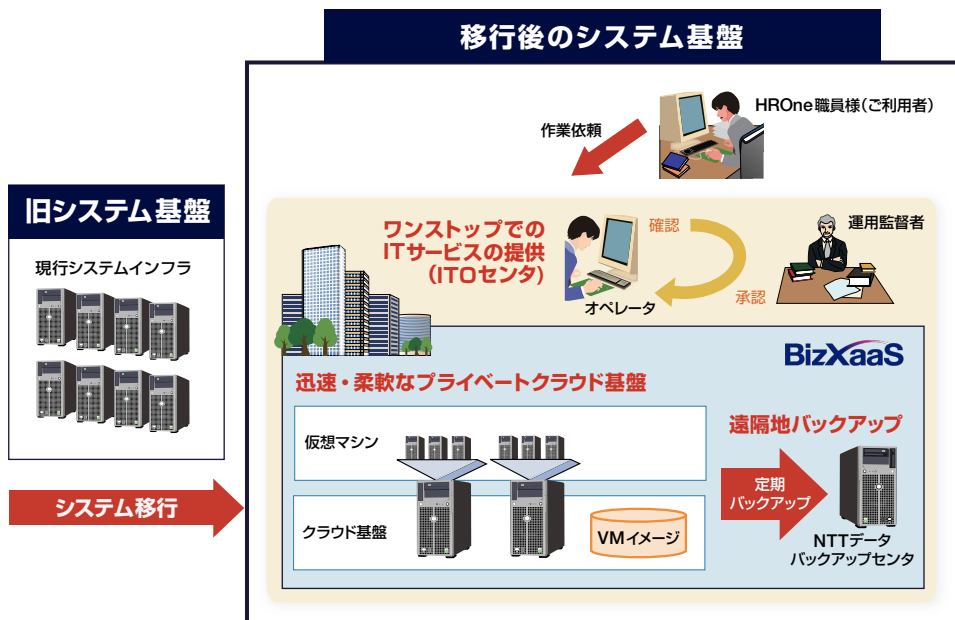 移行後のシステム基盤
HROne職員様(ご利用者)
作業依頼
旧システム基盤
現行システムインフラ
システム移行
ワンストップでの
ITサービスの提供
(ITOセンタ)
確認
承認
オペレータ
運用監督者
BizXaaS
迅速・柔軟なプライベートクラウド基盤
仮想マシン
クラウド基盤
VMイメージ
遠隔地バックアップ
定期
バックアップ
NTTデータ
バックアップセンタ